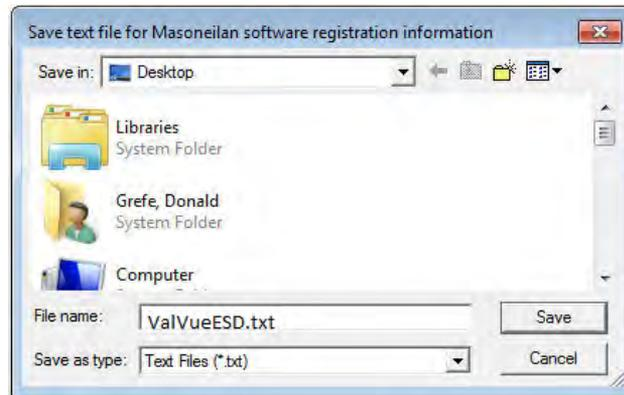 Save text file for Masoneilan software registration information
Save in: Desktop
Libraries
System Folder
Grefe, Donald
System Folder
Computer
File name: ValVueESD.txt Save
Save as type: Text Files (*.txt) Cancel